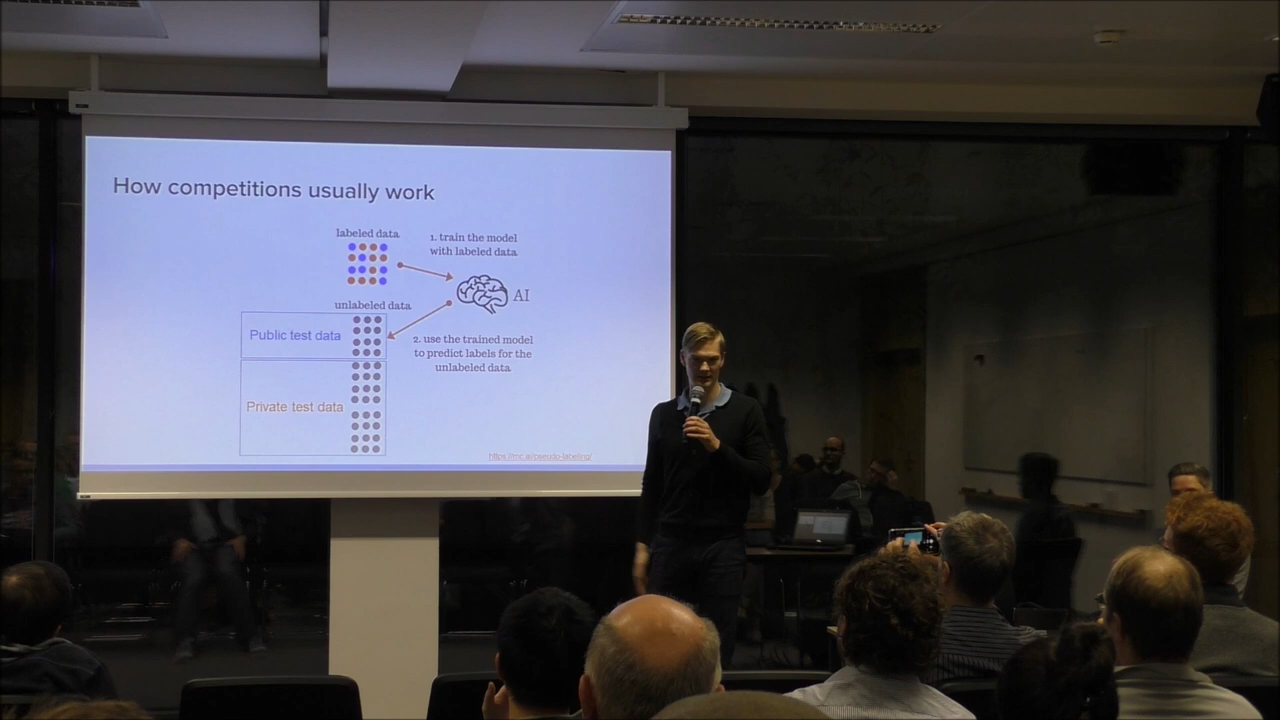 How competitions usually work
labeled data
1. train the model
with labeled data
AI
unlabeled data
Public test data
2. use the trained model
to predict labels for the
unlabeled data
Private test data
https://mc.ai/pseudo-labeling/